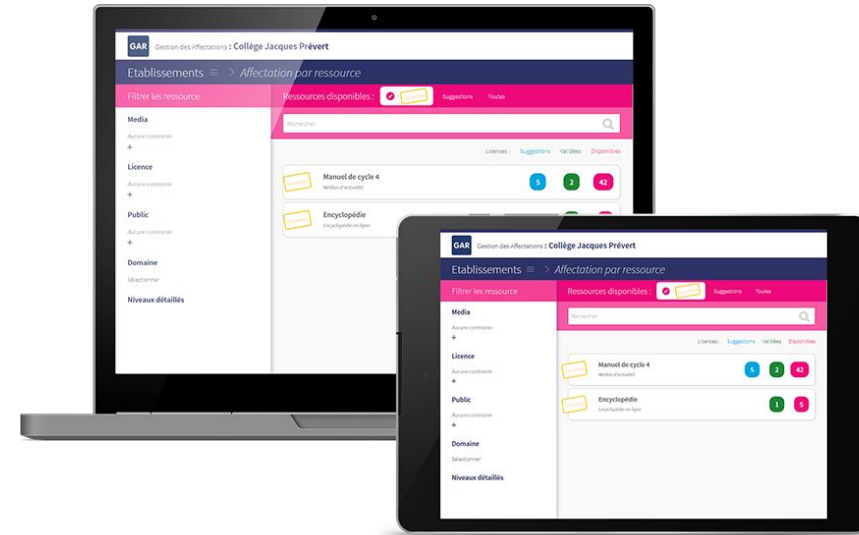 GAR Gestion des Affectations : Collège Jacques Prévert
Etablissements > Affectation par ressource
Filtrer les ressource
Ressources disponibles : Suggestions Toutes
Media
Aucune contrainte
+
Rechercher
Licences : Suggestions Validées Disponibles
Licence
Aucune contrainte
+
Manuel de cycle 4
Médias d'actualité
5 2 42
Public
Aucune contrainte
+
Encyclopédie
Encyclopédie en ligne
Domaine
Sélectionner
Niveaux détaillés
GAR Gestion des Affectations : Collège Jacques Prévert
Etablissements > Affectation par ressource
Filtrer les ressource
Ressources disponibles : Suggestions Toutes
Media
Aucune contrainte
+
Rechercher
Licences : Suggestions Validées Disponibles
Licence
Aucune contrainte
+
Manuel de cycle 4
Médias d'actualité
5 2 42
Public
Aucune contrainte
+
Encyclopédie
Encyclopédie en ligne
1 5
Domaine
Sélectionner
Niveaux détaillés